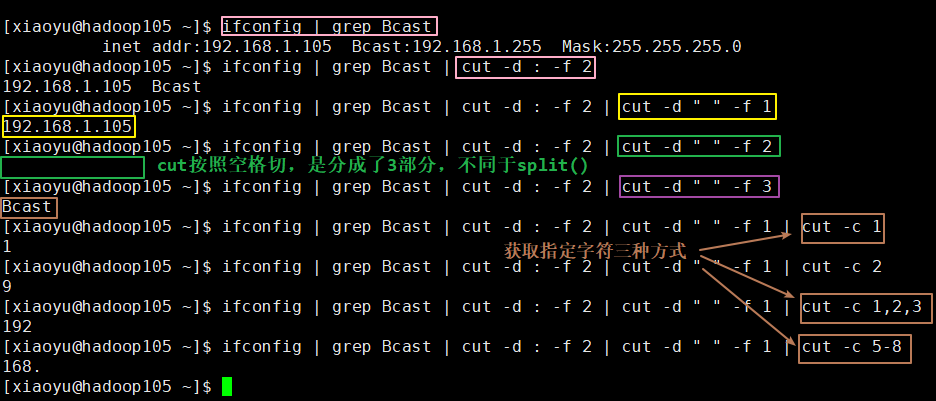 [xiaoyu@hadoop105 ~]$ ifconfig | grep Bcast
inet addr:192.168.1.105  Bcast:192.168.1.255  Mask:255.255.255.0
[xiaoyu@hadoop105 ~]$ ifconfig | grep Bcast | cut -d : -f 2
192.168.1.105  Bcast
[xiaoyu@hadoop105 ~]$ ifconfig | grep Bcast | cut -d : -f 2 | cut -d " " -f 1
192.168.1.105
[xiaoyu@hadoop105 ~]$ ifconfig | grep Bcast | cut -d : -f 2 | cut -d " " -f 2
cut按照空格切，是分成了3部分，不同于split()
[xiaoyu@hadoop105 ~]$ ifconfig | grep Bcast | cut -d : -f 2 | cut -d " " -f 3
Bcast
[xiaoyu@hadoop105 ~]$ ifconfig | grep Bcast | cut -d : -f 2 | cut -d " " -f 1 | cut -c 1
1
获取指定字符三种方式
[xiaoyu@hadoop105 ~]$ ifconfig | grep Bcast | cut -d : -f 2 | cut -d " " -f 1 | cut -c 2
9
[xiaoyu@hadoop105 ~]$ ifconfig | grep Bcast | cut -d : -f 2 | cut -d " " -f 1 | cut -c 1,2,3
192
[xiaoyu@hadoop105 ~]$ ifconfig | grep Bcast | cut -d : -f 2 | cut -d " " -f 1 | cut -c 5-8
168.
[xiaoyu@hadoop105 ~]$